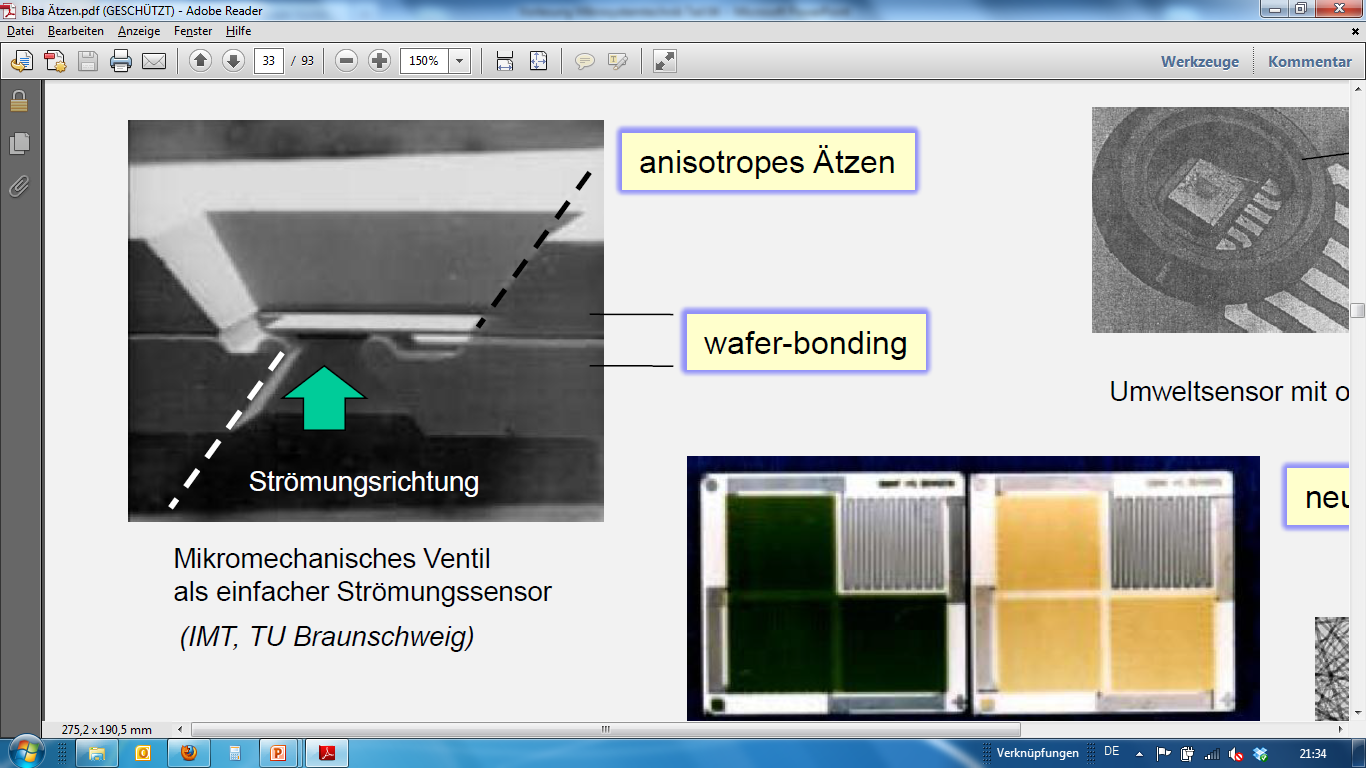 Biba Ätzen.pdf (GESCHÜTZT) - Adobe Reader
Datei Bearbeiten Anzeige Fenster Hilfe
33 / 93 150% Werkzeuge Kommentar
anisotropes Ätzen
wafer-bonding
Strömungsrichtung
Mikromechanisches Ventil
als einfacher Strömungssensor
(IMT, TU Braunschweig)
Umweltsensor mit o
neu
275,2 x 190,5 mm
Verknüpfungen DE 21:34